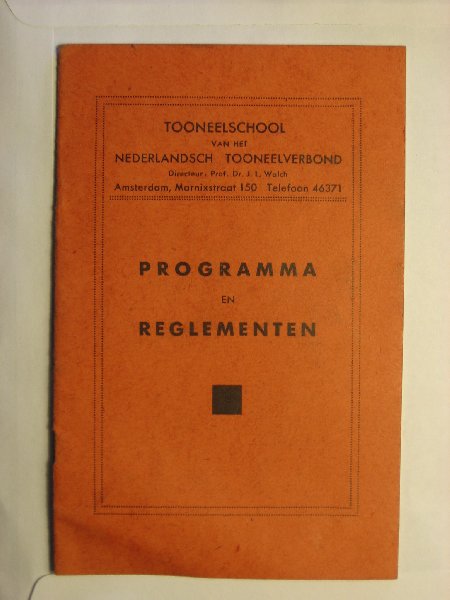 TOONEELSCHOOL
VAN HET
NEDERLANDSCH TOONEELVERBOND
Directeur: Prof. Dr. J. L. Walch
Amsterdam, Marnixstraat 150 Telefoon 46371
PROGRAMMA
EN
REGLEMENTEN